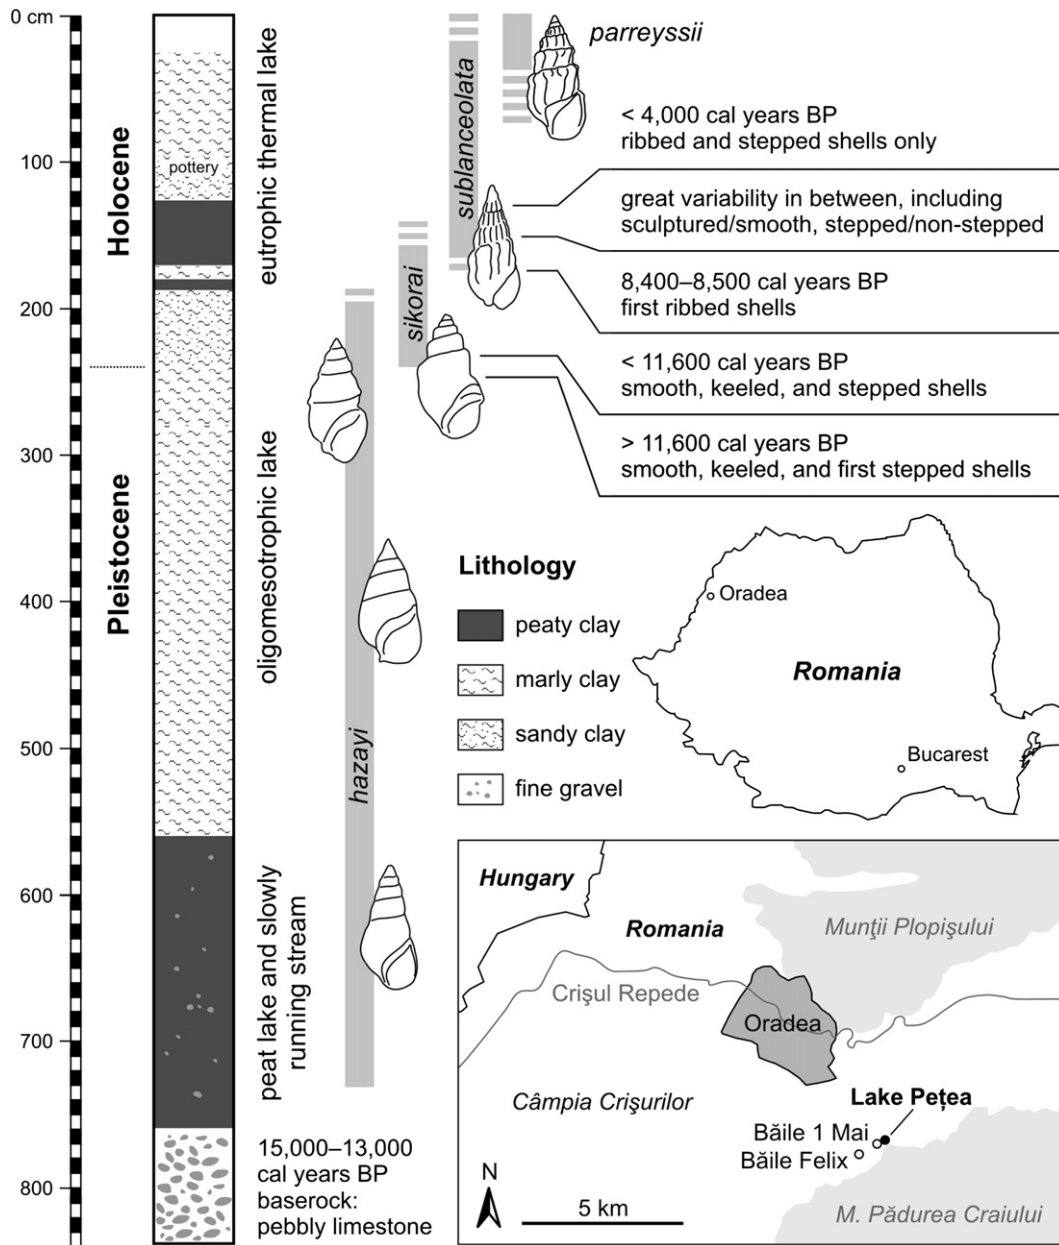 0 cm
100
200
300
400
500
600
700
800
Holocene
Pleistocene
pottery
eutrophic thermal lake
oligomesotrophic lake
peat lake and slowly
running stream
15,000–13,000
cal years BP
baserock:
pebbly limestone
hazayi
sikorai
sublanceolata
parreyssii
< 4,000 cal years BP
ribbed and stepped shells only
great variability in between, including
sculptured/smooth, stepped/non-stepped
8,400–8,500 cal years BP
first ribbed shells
< 11,600 cal years BP
smooth, keeled, and stepped shells
> 11,600 cal years BP
smooth, keeled, and first stepped shells
Lithology
peaty clay
marly clay
sandy clay
fine gravel
Oradea
Romania
Bucarest
Hungary
Romania
Munţii Plopişului
Crişul Repede
Oradea
Câmpia Crişurilor
Lake Pețea
Băile 1 Mai
Băile Felix
N
5 km
M. Pădurea Craiului